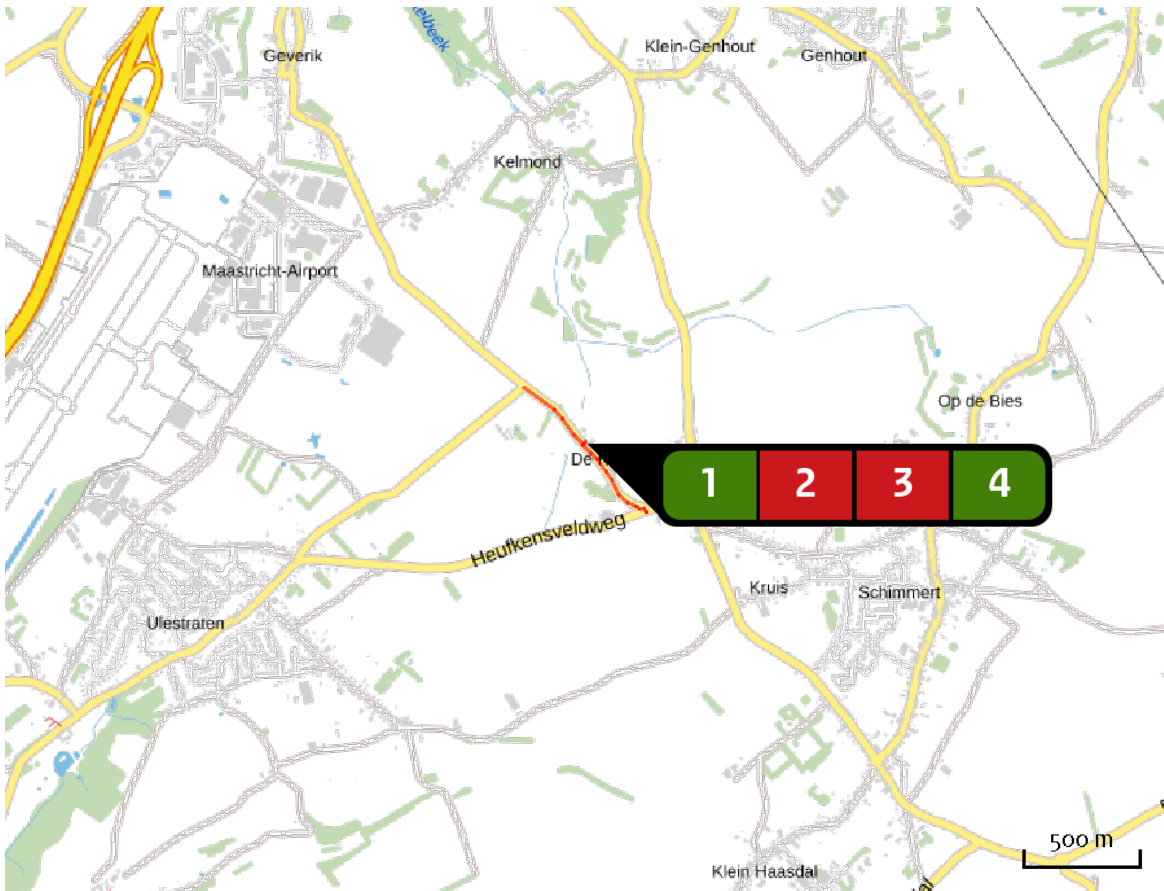 Geverik
Klein-Genhout
Genhout
Kelmond
Maastricht-Airport
Op de Bies
1 2 3 4
Heufkensveldweg
Kruis
Schimmert
Ulestraten
500 m
Klein Haasdal